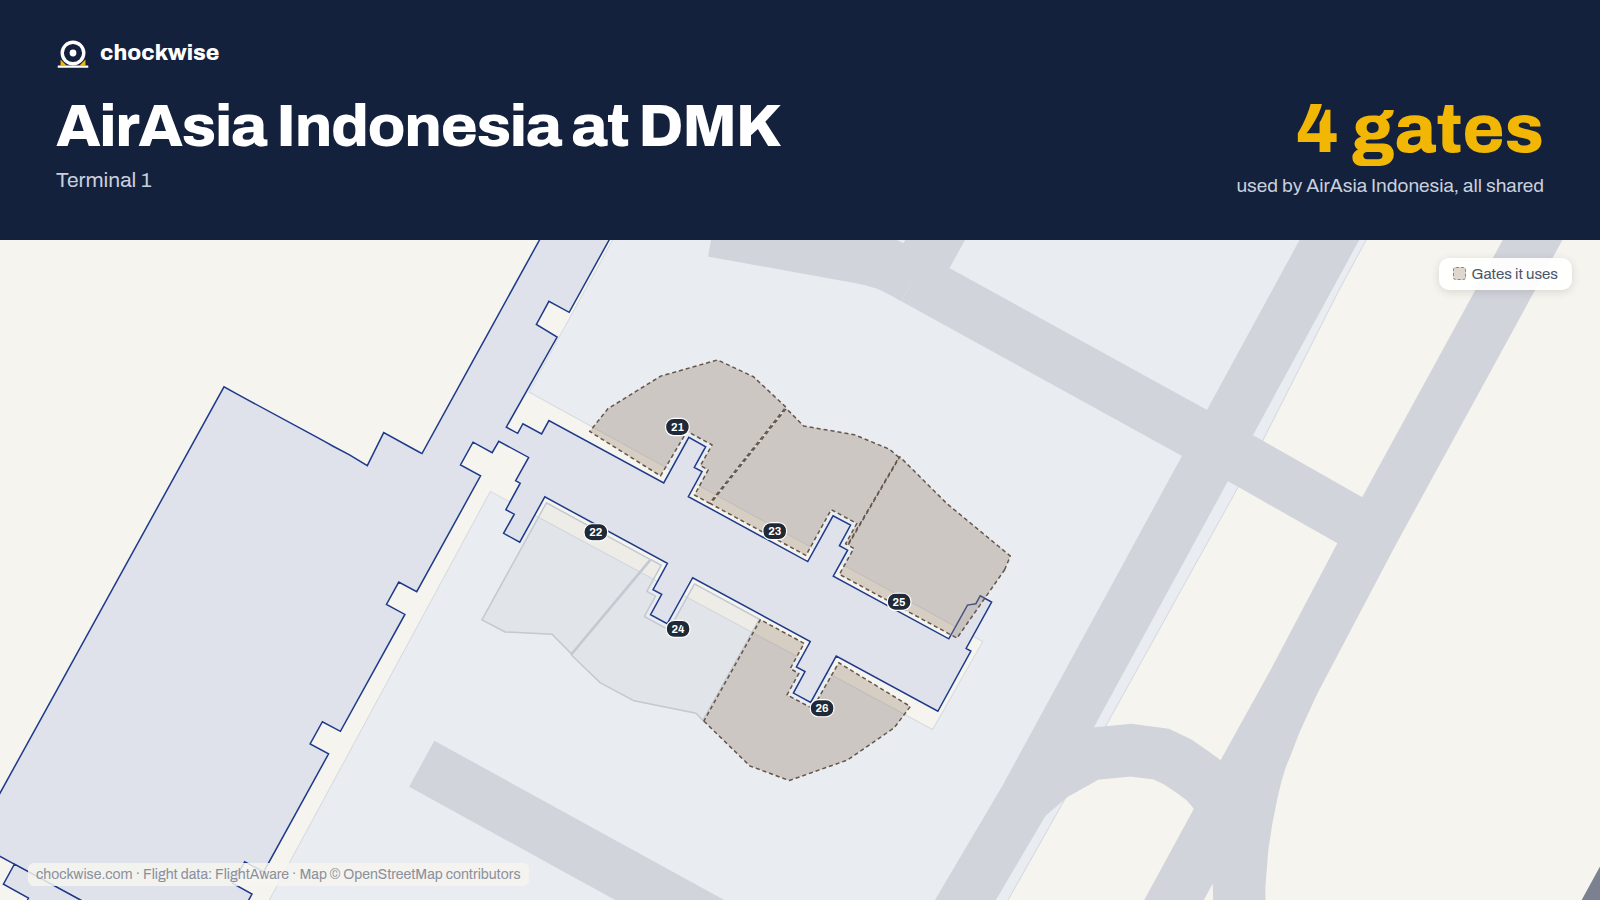 chockwise
AirAsia Indonesia at DMK
Terminal 1
4 gates
used by AirAsia Indonesia, all shared
Gates it uses
21
22
23
24
25
26
chockwise.com · Flight data: FlightAware · Map © OpenStreetMap contributors